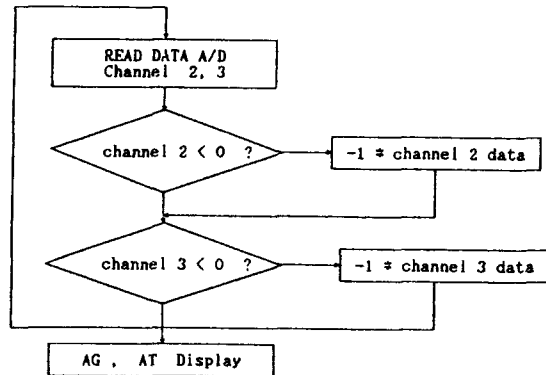 READ DATA A/D
Channel 2, 3
channel 2 < 0 ?
-1 * channel 2 data
channel 3 < 0 ?
-1 * channel 3 data
AG , AT Display